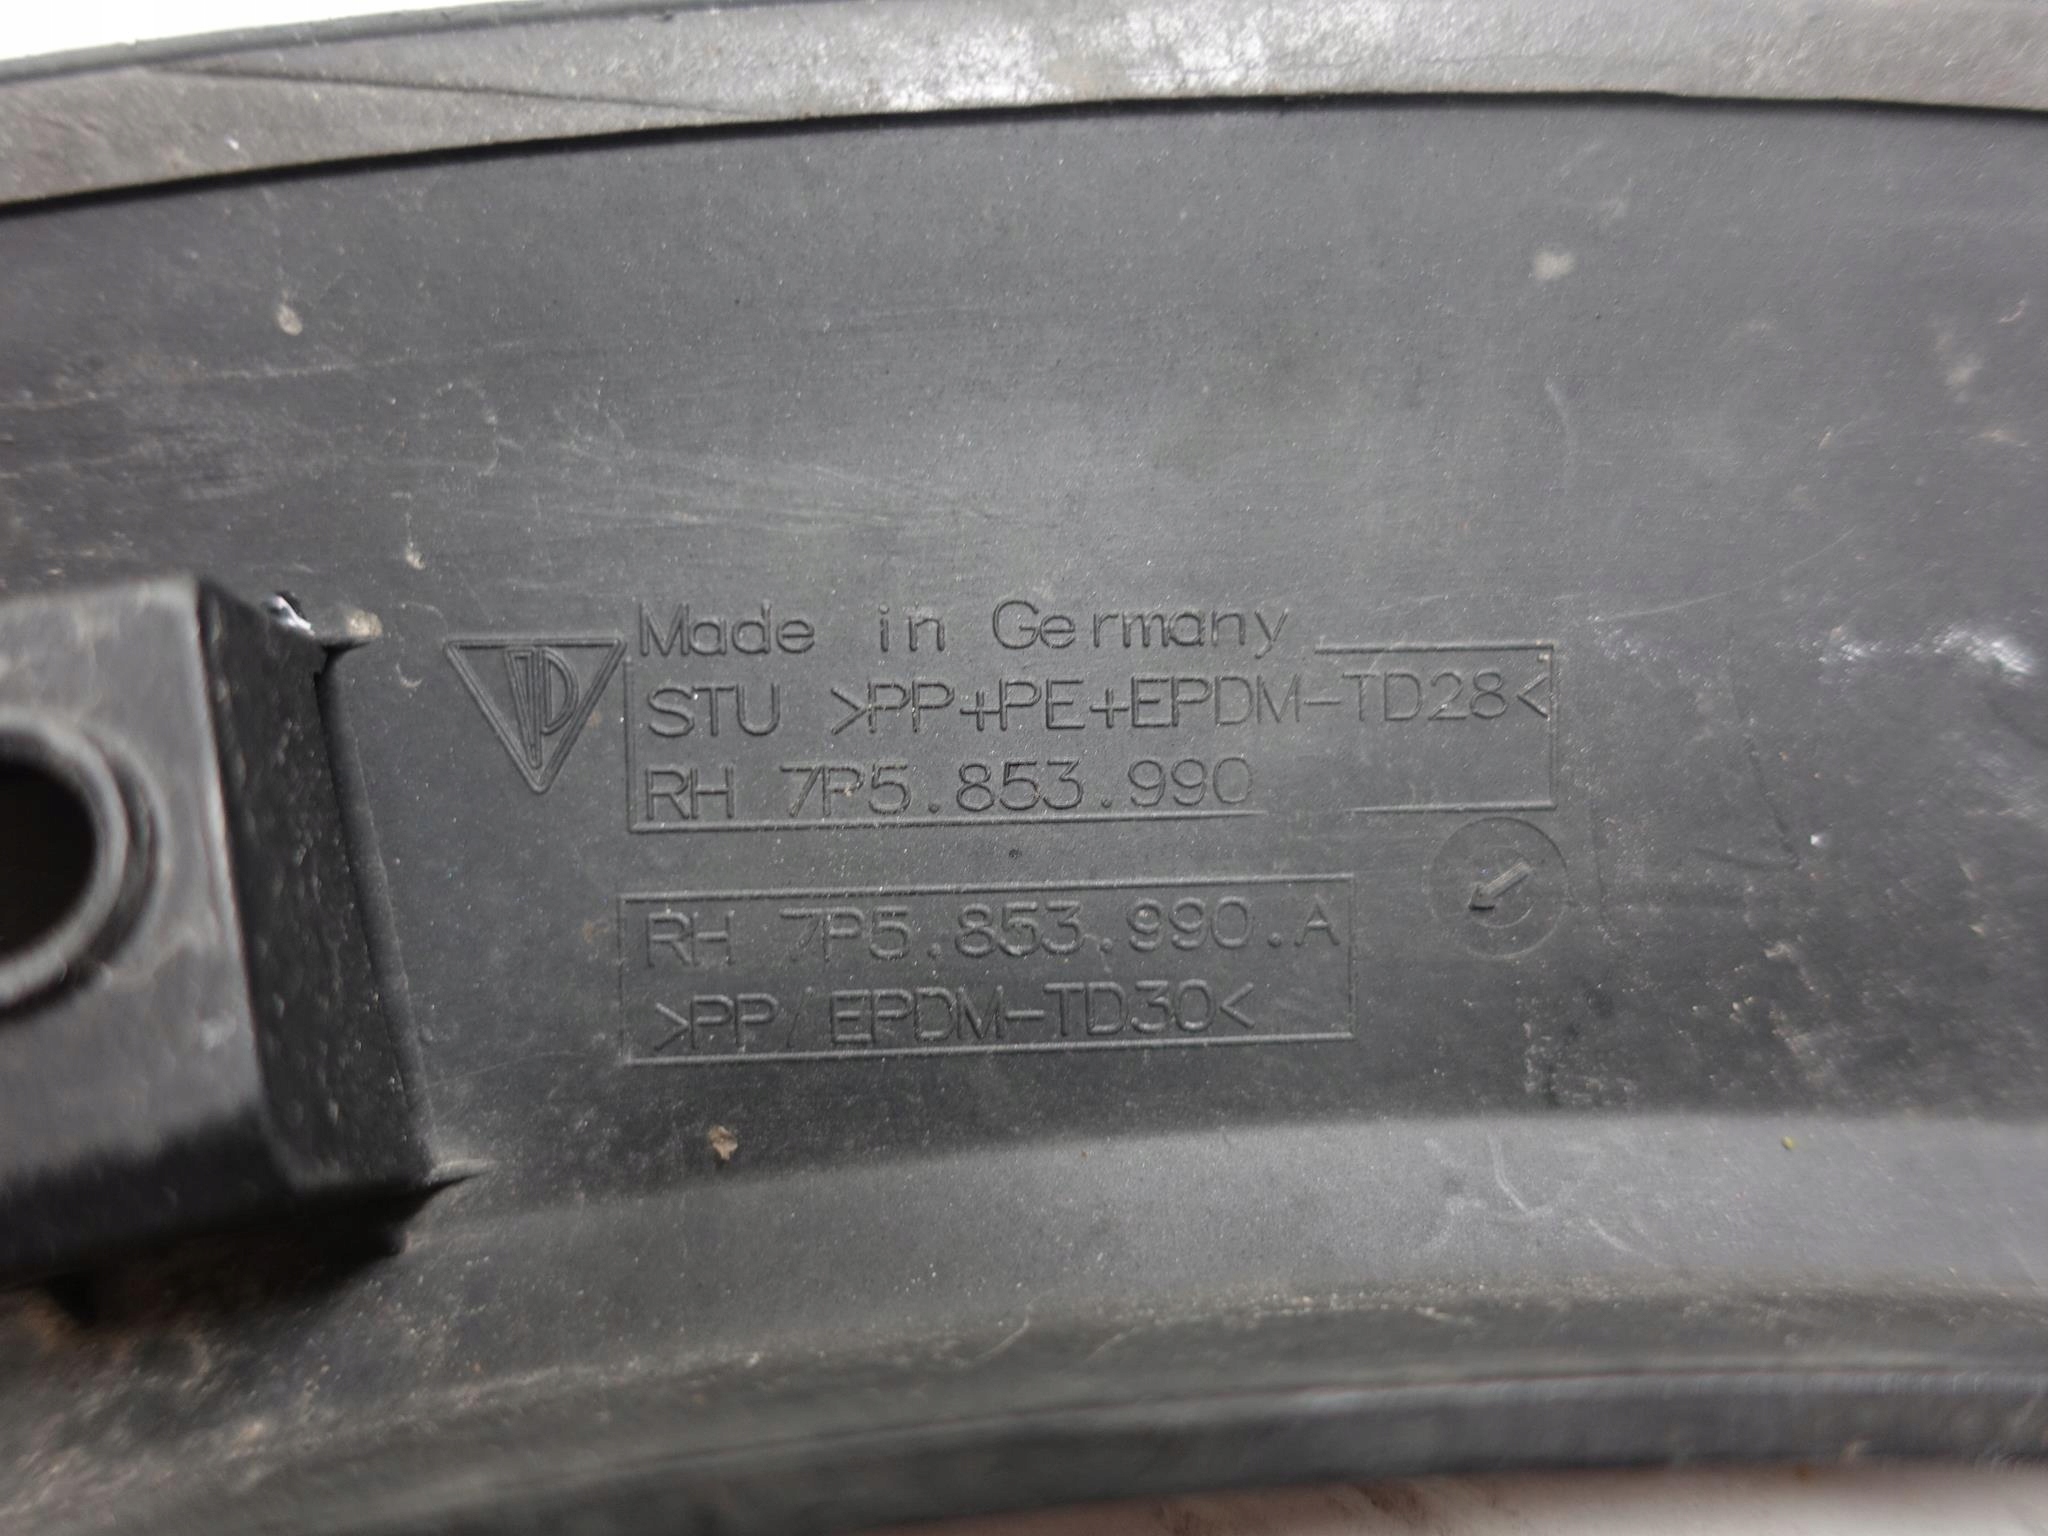 Made in Germany
STU >PP+PE+EPDM-TD28<
RH 7P5.853.990
RH 7P5.853.990.A
>PP/EPDM-TD30<